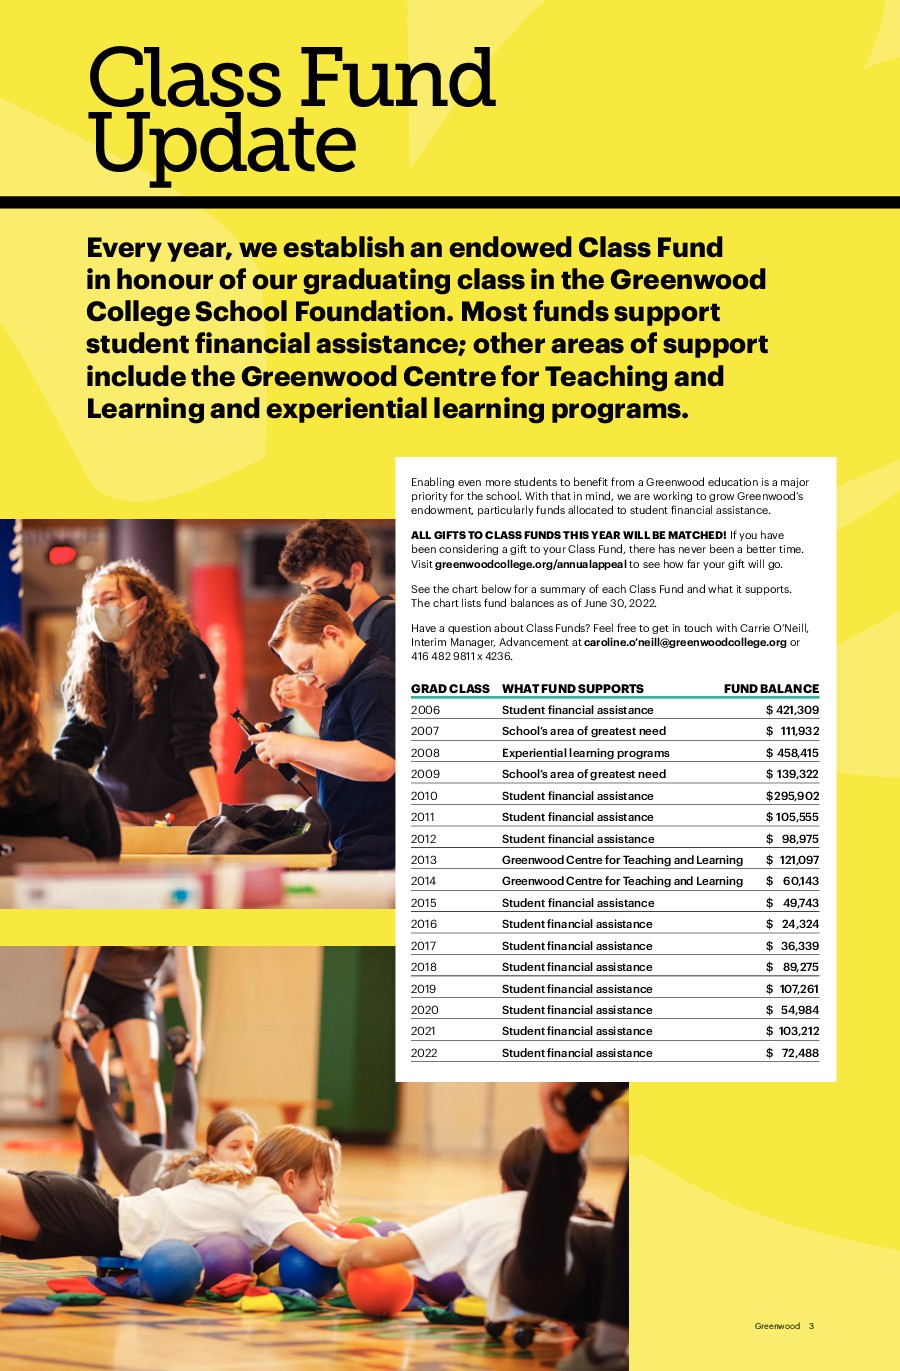 Class Fund
Update
Every year, we establish an endowed Class Fund
in honour of our graduating class in the Greenwood
College School Foundation. Most funds support
student financial assistance; other areas of support
include the Greenwood Centre for Teaching and
Learning and experiential learning programs.
Enabling even more students to benefit from a Greenwood education is a major
priority for the school. With that in mind, we are working to grow Greenwood’s
endowment, particularly funds allocated to student financial assistance.
ALL GIFTS TO CLASS FUNDS THIS YEAR WILL BE MATCHED! If you have
been considering a gift to your Class Fund, there has never been a better time.
Visit greenwoodcollege.org/annualappeal to see how far your gift will go.
See the chart below for a summary of each Class Fund and what it supports.
The chart lists fund balances as of June 30, 2022.
Have a question about Class Funds? Feel free to get in touch with Carrie O’Neill,
Interim Manager, Advancement at caroline.o’neill@greenwoodcollege.org or
416 482 9811 x 4236.
GRAD CLASS WHAT FUND SUPPORTS FUND BALANCE
2006 Student financial assistance $ 421,309
2007 School’s area of greatest need $ 111,932
2008 Experiential learning programs $ 458,415
2009 School’s area of greatest need $ 139,322
2010 Student financial assistance $295,902
2011 Student financial assistance $ 105,555
2012 Student financial assistance $ 98,975
2013 Greenwood Centre for Teaching and Learning $ 121,097
2014 Greenwood Centre for Teaching and Learning $ 60,143
2015 Student financial assistance $ 49,743
2016 Student financial assistance $ 24,324
2017 Student financial assistance $ 36,339
2018 Student financial assistance $ 89,275
2019 Student financial assistance $ 107,261
2020 Student financial assistance $ 54,984
2021 Student financial assistance $ 103,212
2022 Student financial assistance $ 72,488
Greenwood 3